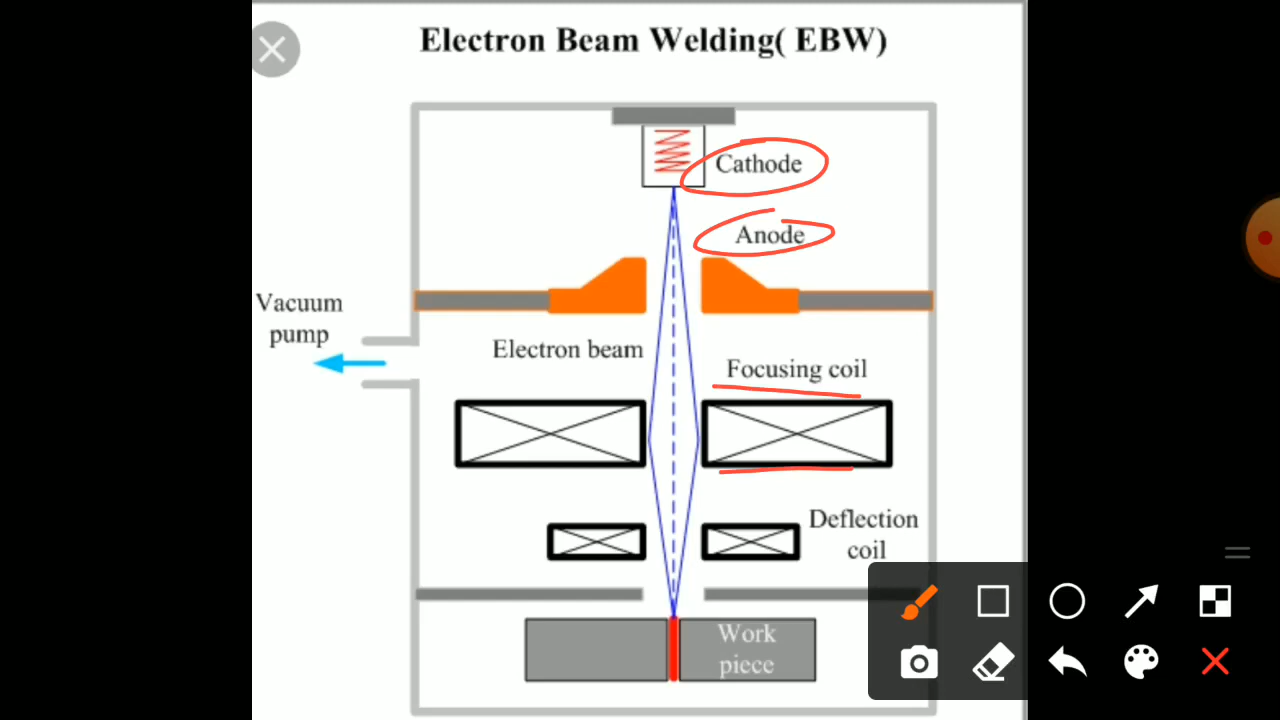 Electron Beam Welding( EBW)
Cathode
Anode
Vacuum
pump
Electron beam
Focusing coil
Deflection
coil
Work
piece